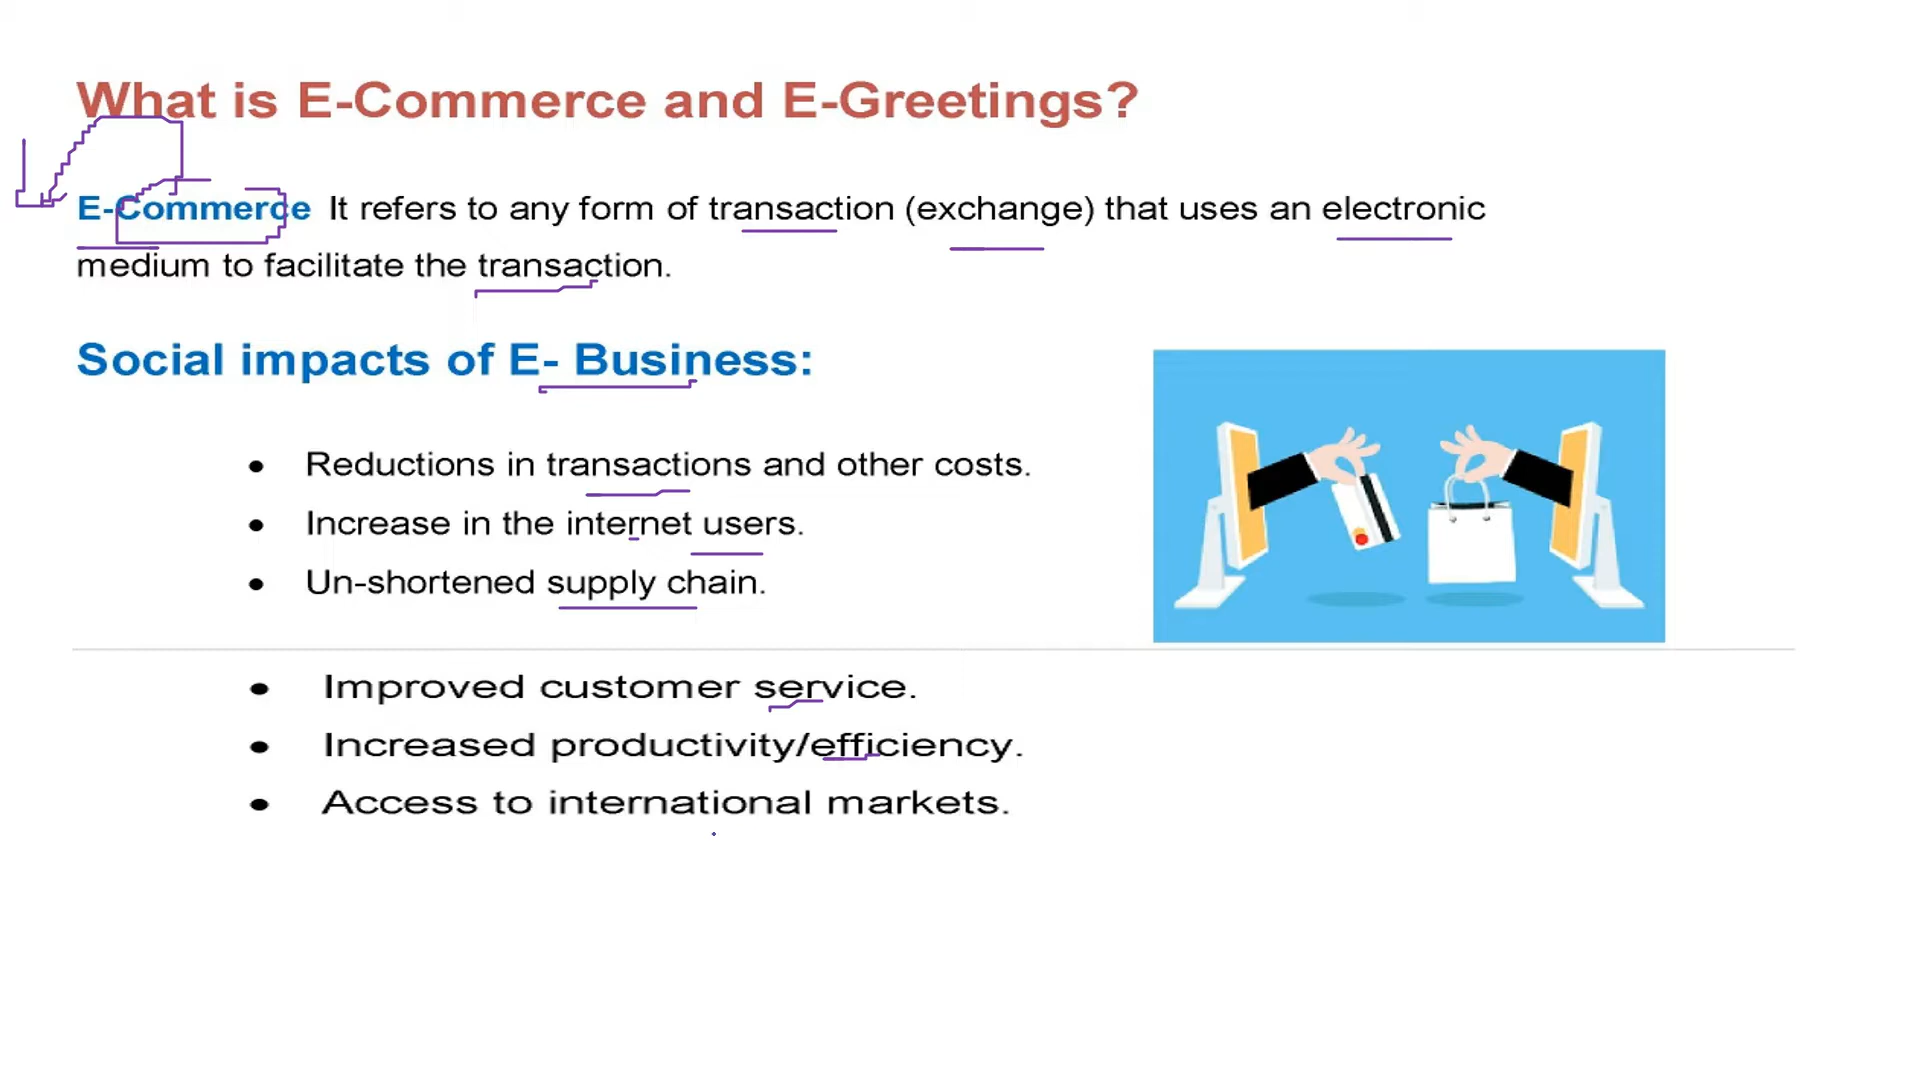 What is E-Commerce and E-Greetings?
E-Commerce It refers to any form of transaction (exchange) that uses an electronic
medium to facilitate the transaction.
Social impacts of E- Business:
• Reductions in transactions and other costs.
• Increase in the internet users.
• Un-shortened supply chain.
• Improved customer service.
• Increased productivity/efficiency.
• Access to international markets.